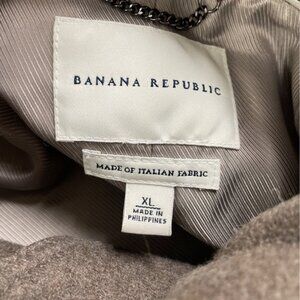 BANANA REPUBLIC
MADE OF ITALIAN FABRIC
XL
MADE IN
PHILIPPINES